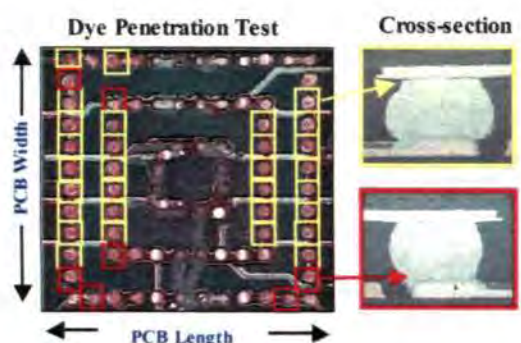 Dye Penetration Test
Cross-section
PCB Width
PCB Length